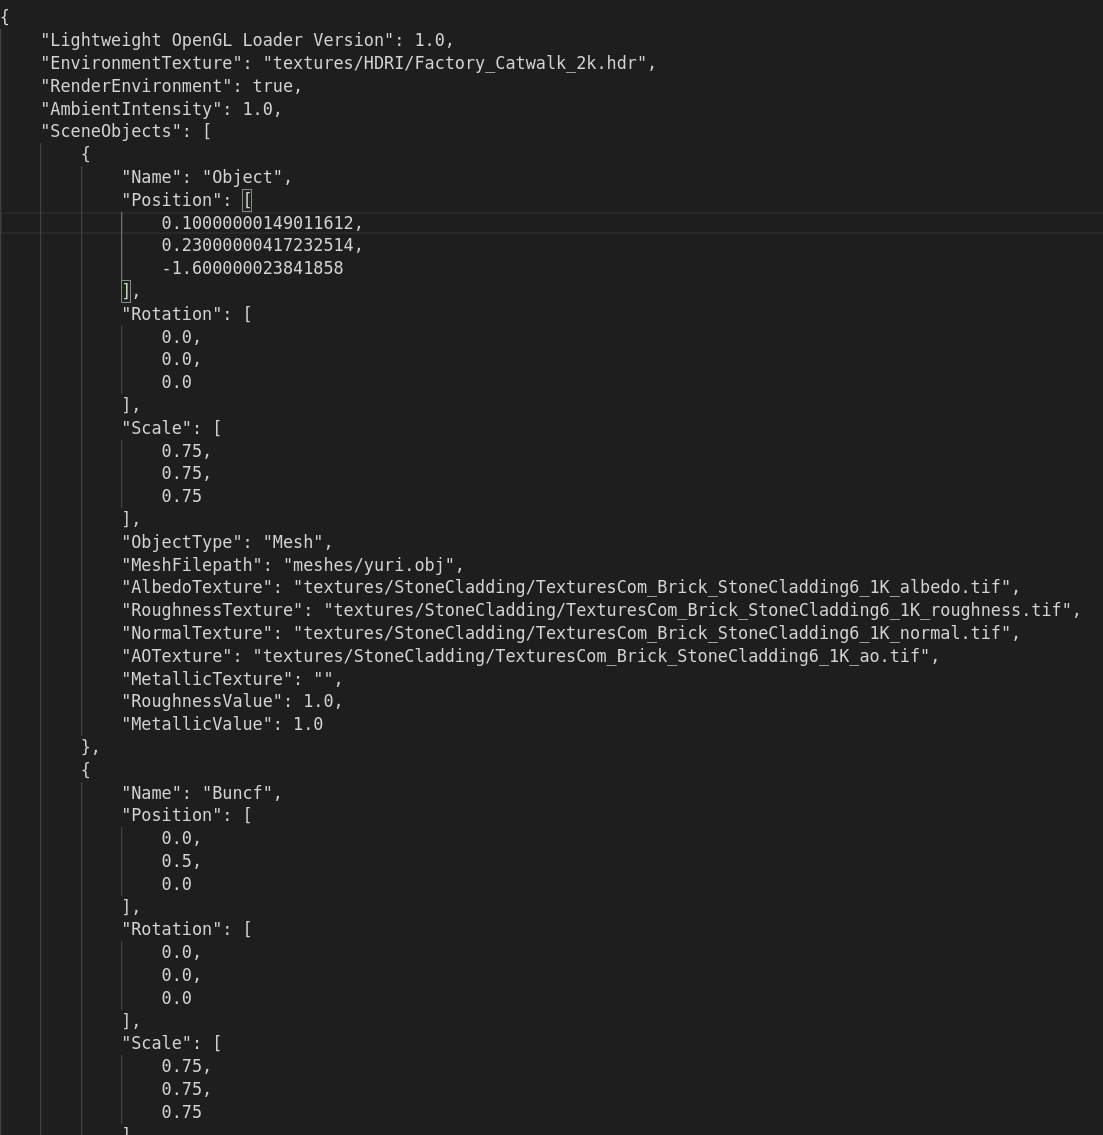 {
    "Lightweight OpenGL Loader Version": 1.0,
    "EnvironmentTexture": "textures/HDRI/Factory_Catwalk_2k.hdr",
    "RenderEnvironment": true,
    "AmbientIntensity": 1.0,
    "SceneObjects": [
        {
            "Name": "Object",
            "Position": [
                0.10000000149011612,
                0.23000000417232514,
                -1.600000023841858
            ],
            "Rotation": [
                0.0,
                0.0,
                0.0
            ],
            "Scale": [
                0.75,
                0.75,
                0.75
            ],
            "ObjectType": "Mesh",
            "MeshFilepath": "meshes/yuri.obj",
            "AlbedoTexture": "textures/StoneCladding/TexturesCom_Brick_StoneCladding6_1K_albedo.tif",
            "RoughnessTexture": "textures/StoneCladding/TexturesCom_Brick_StoneCladding6_1K_roughness.tif",
            "NormalTexture": "textures/StoneCladding/TexturesCom_Brick_StoneCladding6_1K_normal.tif",
            "AOTexture": "textures/StoneCladding/TexturesCom_Brick_StoneCladding6_1K_ao.tif",
            "MetallicTexture": "",
            "RoughnessValue": 1.0,
            "MetallicValue": 1.0
        },
        {
            "Name": "Buncf",
            "Position": [
                0.0,
                0.5,
                0.0
            ],
            "Rotation": [
                0.0,
                0.0,
                0.0
            ],
            "Scale": [
                0.75,
                0.75,
                0.75
            ]